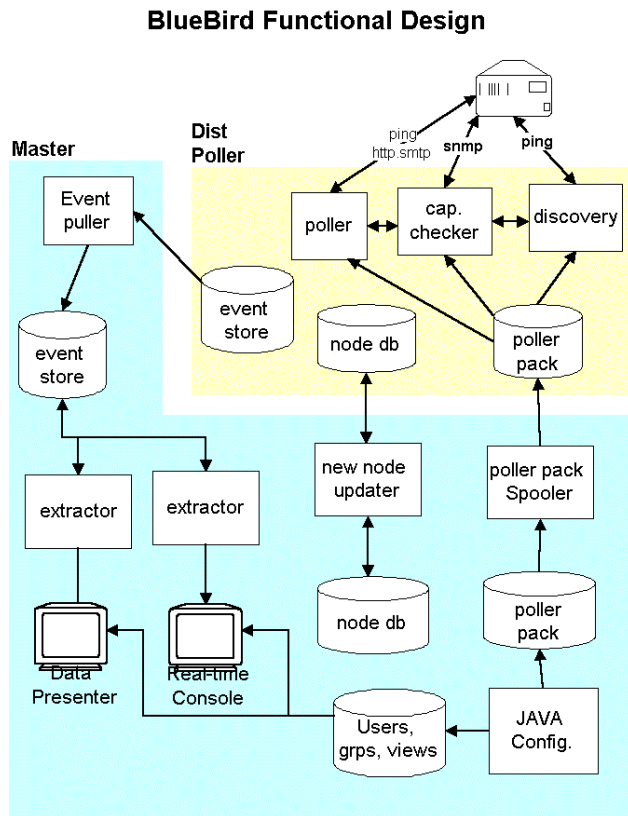 BlueBird Functional Design
Dist
Poller
ping
http.smtp
snmp
ping
Master
Event
puller
poller
cap.
checker
discovery
event
store
event
store
node db
poller
pack
extractor
extractor
new node
updater
poller pack
Spooler
node db
poller
pack
Data
Presenter
Real-time
Console
Users,
grps, views
JAVA
Config.